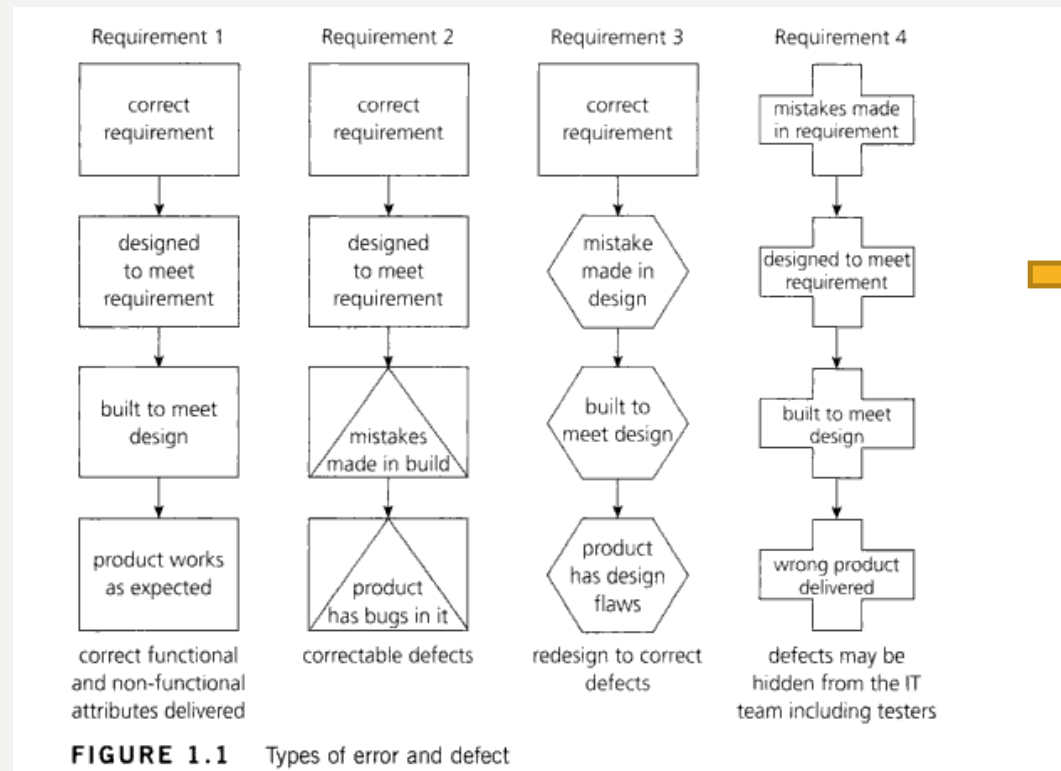 Requirement 1
Requirement 2
Requirement 3
Requirement 4
correct
requirement
correct
requirement
correct
requirement
mistakes made
in requirement
designed
to meet
requirement
designed
to meet
requirement
mistake
made in
design
designed to meet
requirement
built to meet
design
mistakes
made in build
built to
meet design
built to meet
design
product works
as expected
product
has bugs in it
product
has design
flaws
wrong product
delivered
correct functional
and non-functional
attributes delivered
correctable defects
redesign to correct
defects
defects may be
hidden from the IT
team including testers
FIGURE 1.1 Types of error and defect